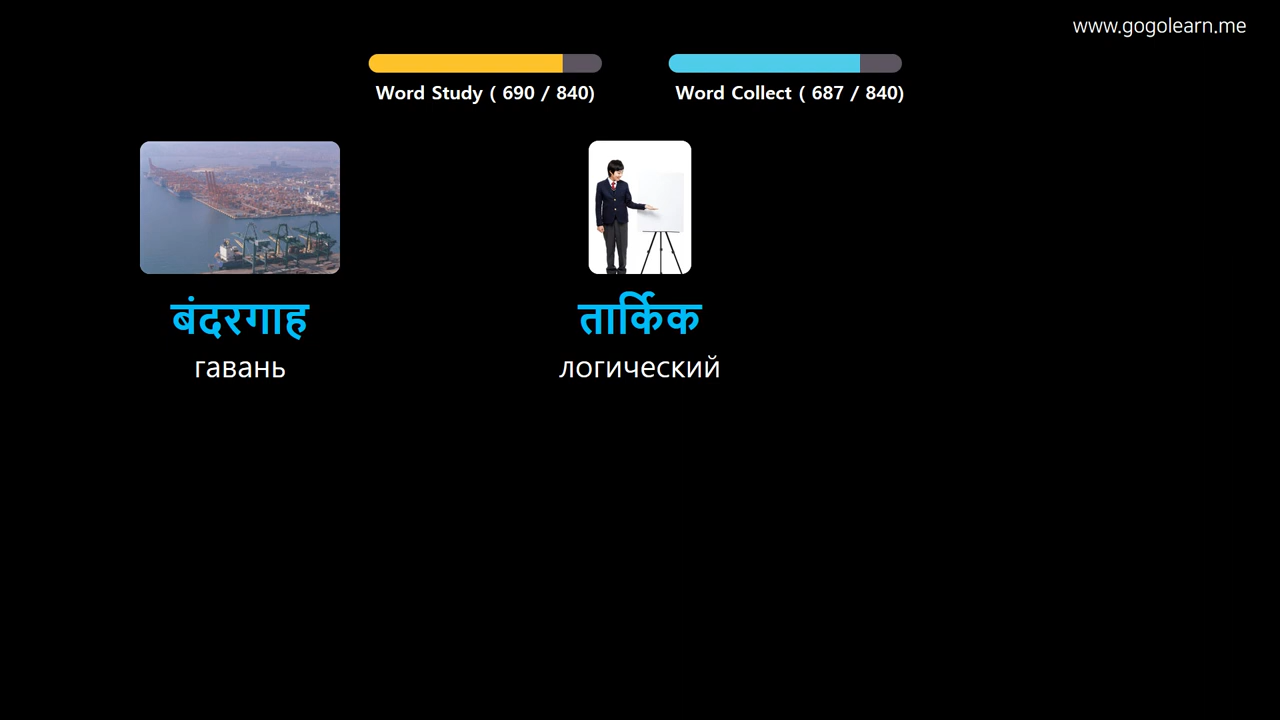 www.gogolearn.me
Word Study ( 690 / 840)
Word Collect ( 687 / 840)
बंदरगाह
гавань
तार्किक
логический